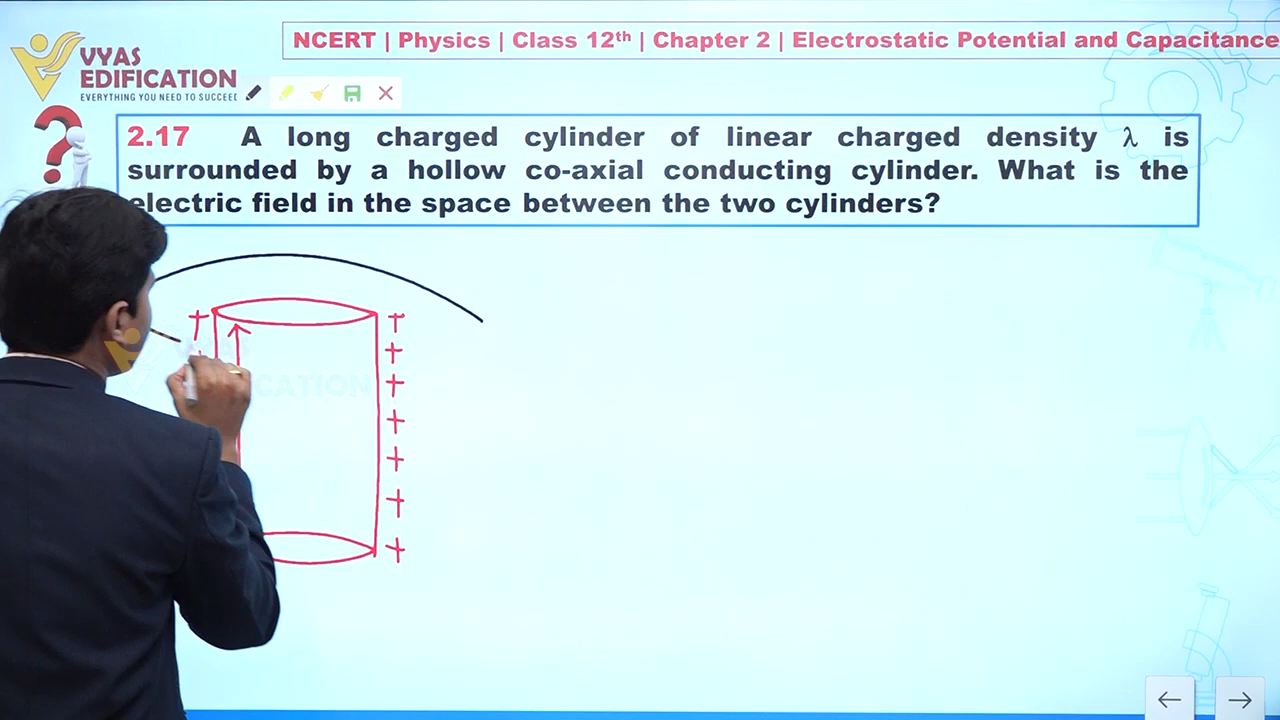 NCERT | Physics | Class 12th | Chapter 2 | Electrostatic Potential and Capacitance
VYAS
EDIFICATION
EVERYTHING YOU NEED TO SUCCEED
2.17 A long charged cylinder of linear charged density λ is
surrounded by a hollow co-axial conducting cylinder. What is the
electric field in the space between the two cylinders?
+ +
+
+
+
+
+
+
EDIFICATION